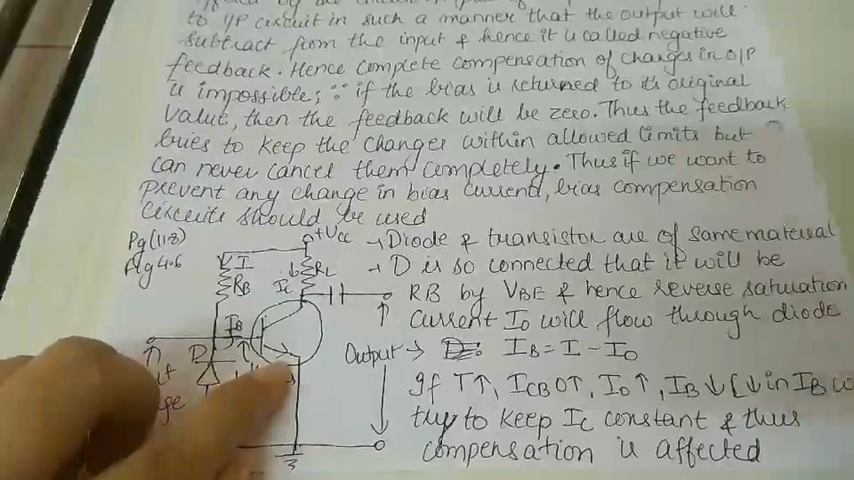 to I/P circuit in such a manner that the output will
subtract from the input & hence it is called negative
feedback. Hence complete compensation of changes in O/P
is impossible; ∵ if the bias is returned to its original
value, then the feedback will be zero. Thus the feedback
tries to keep the changes within allowed limits but
can never cancel them completely. Thus if we want to
prevent any change in bias current, bias compensation
circuits should be used
Pg(118)
Fig 4.6
+Vcc
I
RB
RL
IC
IB
D
Output →
→ Diode & transistor are of same material
→ D is so connected that it will be
RB by VBE & hence reverse saturation
current Io will flow through diode
IB = I - Io
If T↑, ICBO↑, Io↑, IB↓ [↓ in IB
try to keep IC constant & thus
compensation is affected